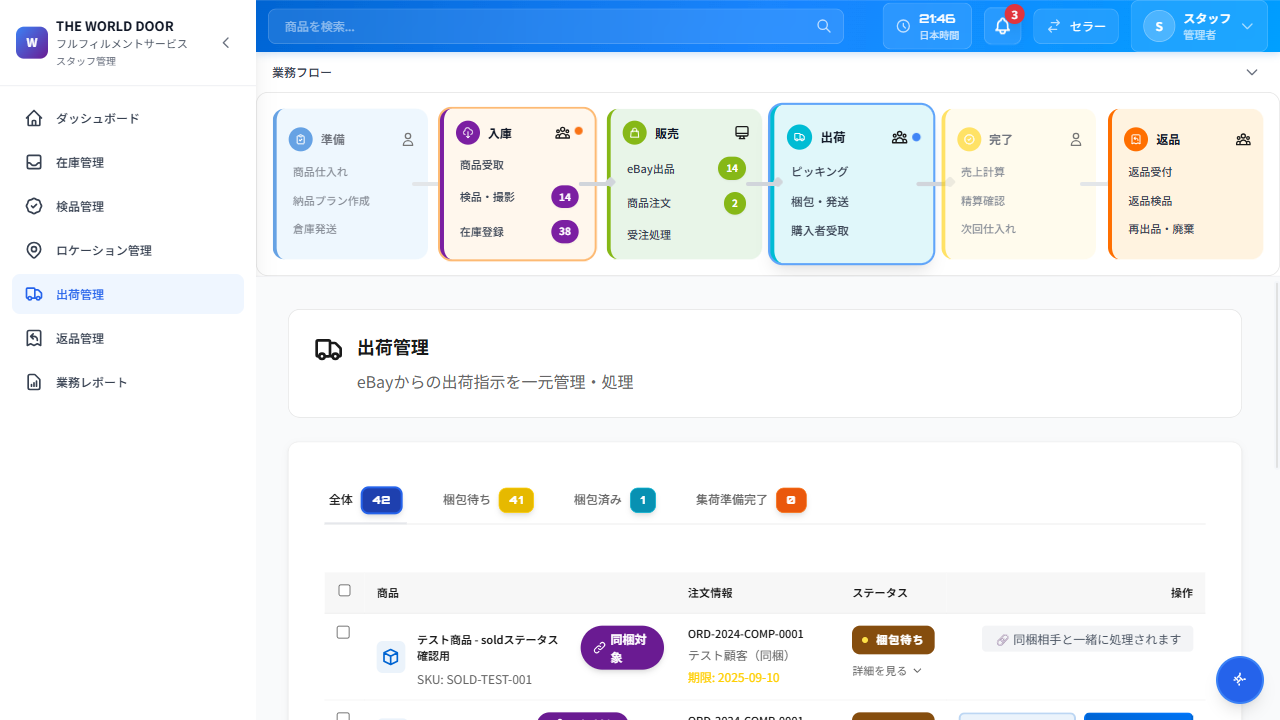 W
THE WORLD DOOR
フルフィルメントサービス
スタッフ管理
ダッシュボード
在庫管理
検品管理
ロケーション管理
出荷管理
返品管理
業務レポート
商品を検索...
21:46
日本時間
3
セラー
S
スタッフ
管理者
業務フロー
準備
商品仕入れ
納品プラン作成
倉庫発送
入庫
商品受取
検品・撮影
14
在庫登録
38
販売
eBay出品
14
商品注文
2
受注処理
出荷
ピッキング
梱包・発送
購入者受取
完了
売上計算
精算確認
次回仕入れ
返品
返品受付
返品検品
再出品・廃棄
出荷管理
eBayからの出荷指示を一元管理・処理
全体 42
梱包待ち 41
梱包済み 1
集荷準備完了 0
商品
注文情報
ステータス
操作
テスト商品 - soldステータス
確認用
SKU: SOLD-TEST-001
同梱対
象
ORD-2024-COMP-0001
テスト顧客（同梱）
期限: 2025-09-10
梱包待ち
詳細を見る
同梱相手と一緒に処理されます
ORD-2024-COMP-0001